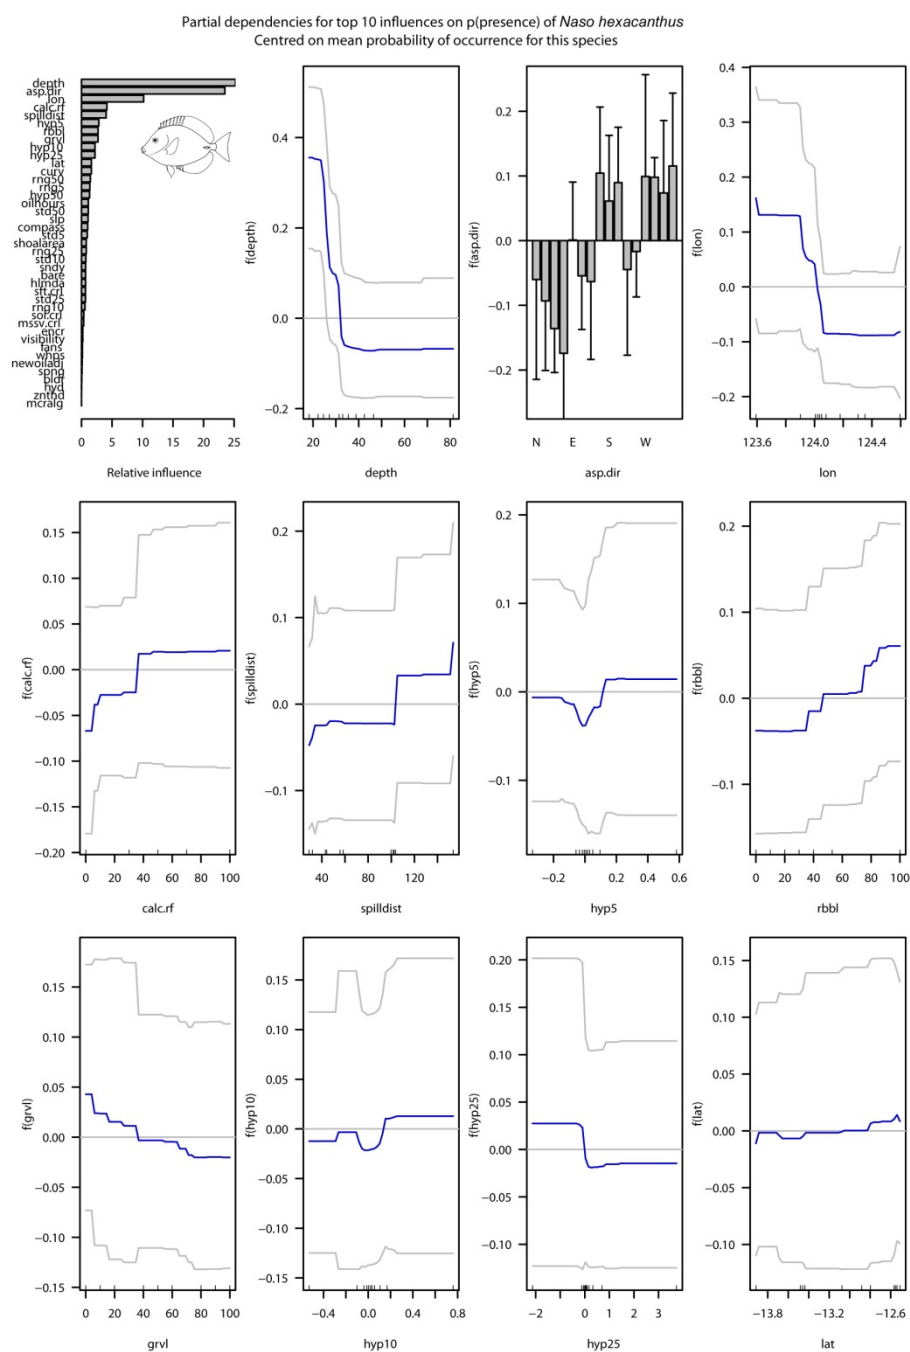 Partial dependencies for top 10 influences on p(presence) of Naso hexacanthus
Centred on mean probability of occurrence for this species
depth
asp.dir
lon
calc.rf
spilldist
hyp5
rbbl
grvl
hyp10
hyp25
lat
curv
rng50
rng5
hyp50
oilhours
std50
slp
compass
std5
shoalarea
rng25
std10
sndy
bare
hlmda
sft.crl
std25
rng10
sol.crl
mssv.crl
encr
visibility
fans
whps
newoiladj
spng
hyd
znthd
mcralg
0 5 10 15 20 25
Relative influence
f(depth)
0.4
0.2
0.0
−0.2
20 40 60 80
depth
f(asp.dir)
0.2
0.1
0.0
−0.1
−0.2
N E S W
asp.dir
f(lon)
0.4
0.3
0.2
0.1
0.0
−0.1
−0.2
123.6 124.0 124.4
lon
f(calc.rf)
0.15
0.10
0.05
0.00
−0.05
−0.10
−0.15
−0.20
0 20 40 60 80 100
calc.rf
f(spilldist)
0.2
0.1
0.0
−0.1
40 80 120
spilldist
f(hyp5)
0.2
0.1
0.0
−0.1
−0.2 0.2 0.4 0.6
hyp5
f(rbbl)
0.2
0.1
0.0
−0.1
0 20 40 60 80 100
rbbl
f(grvl)
0.15
0.10
0.05
0.00
−0.05
−0.10
−0.15
0 20 40 60 80 100
grvl
f(hyp10)
0.15
0.10
0.05
0.00
−0.05
−0.10
−0.15
−0.4 0.0 0.4 0.8
hyp10
f(hyp25)
0.20
0.15
0.10
0.05
0.00
−0.05
−0.10
−2 0 1 2 3
hyp25
f(lat)
0.15
0.10
0.05
0.00
−0.05
−0.10
−13.8 −13.2 −12.6
lat